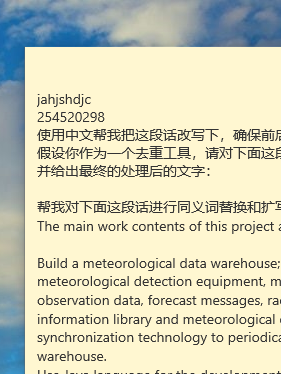 jahjshdjc
254520298
使用中文帮我把这段话改写下，确保前后
假设你作为一个去重工具，请对下面这段
并给出最终的处理后的文字：
帮我对下面这段话进行同义词替换和扩写
The main work contents of this project a
Build a meteorological data warehouse;
meteorological detection equipment, m
observation data, forecast messages, ra
information library and meteorological
synchronization technology to periodica
warehouse.
Use Java language for the development